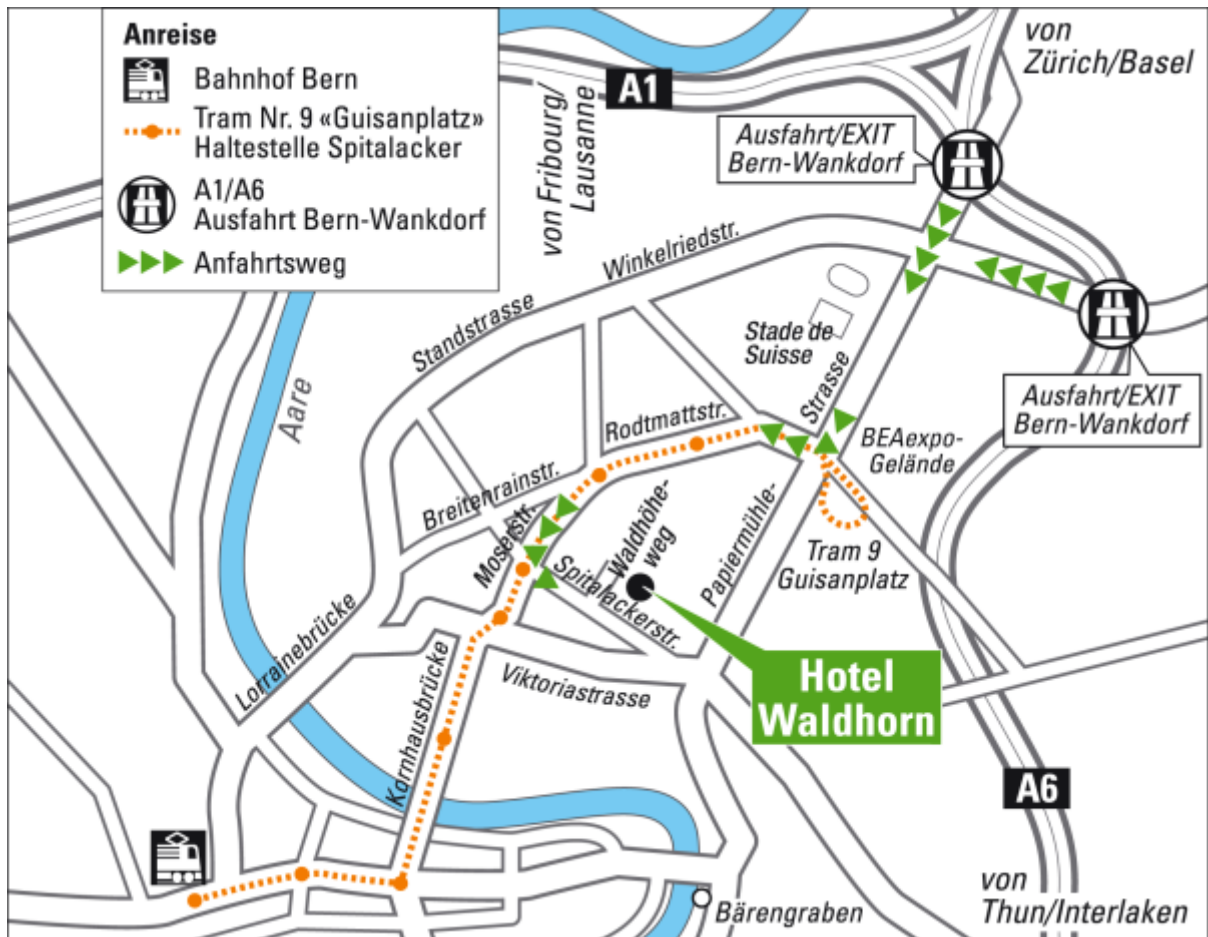 Anreise
Bahnhof Bern
Tram Nr. 9 «Guisanplatz»
Haltestelle Spitalacker
A1/A6
Ausfahrt Bern-Wankdorf
Anfahrtsweg
A1
von
Zürich/Basel
von Fribourg/
Lausanne
Ausfahrt/EXIT
Bern-Wankdorf
Ausfahrt/EXIT
Bern-Wankdorf
Winkelriedstr.
Standstrasse
Aare
Stade de
Suisse
Strasse
Rodtmattstr.
BEAexpo-
Gelände
Breitenrainstr.
Moserstr.
Waldhöhe-
weg
Papiermühle-
Tram 9
Guisanplatz
Spitalackerstr.
Lorrainebrücke
Kornhausbrücke
Viktoriastrasse
Hotel
Waldhorn
A6
von
Thun/Interlaken
Bärengraben